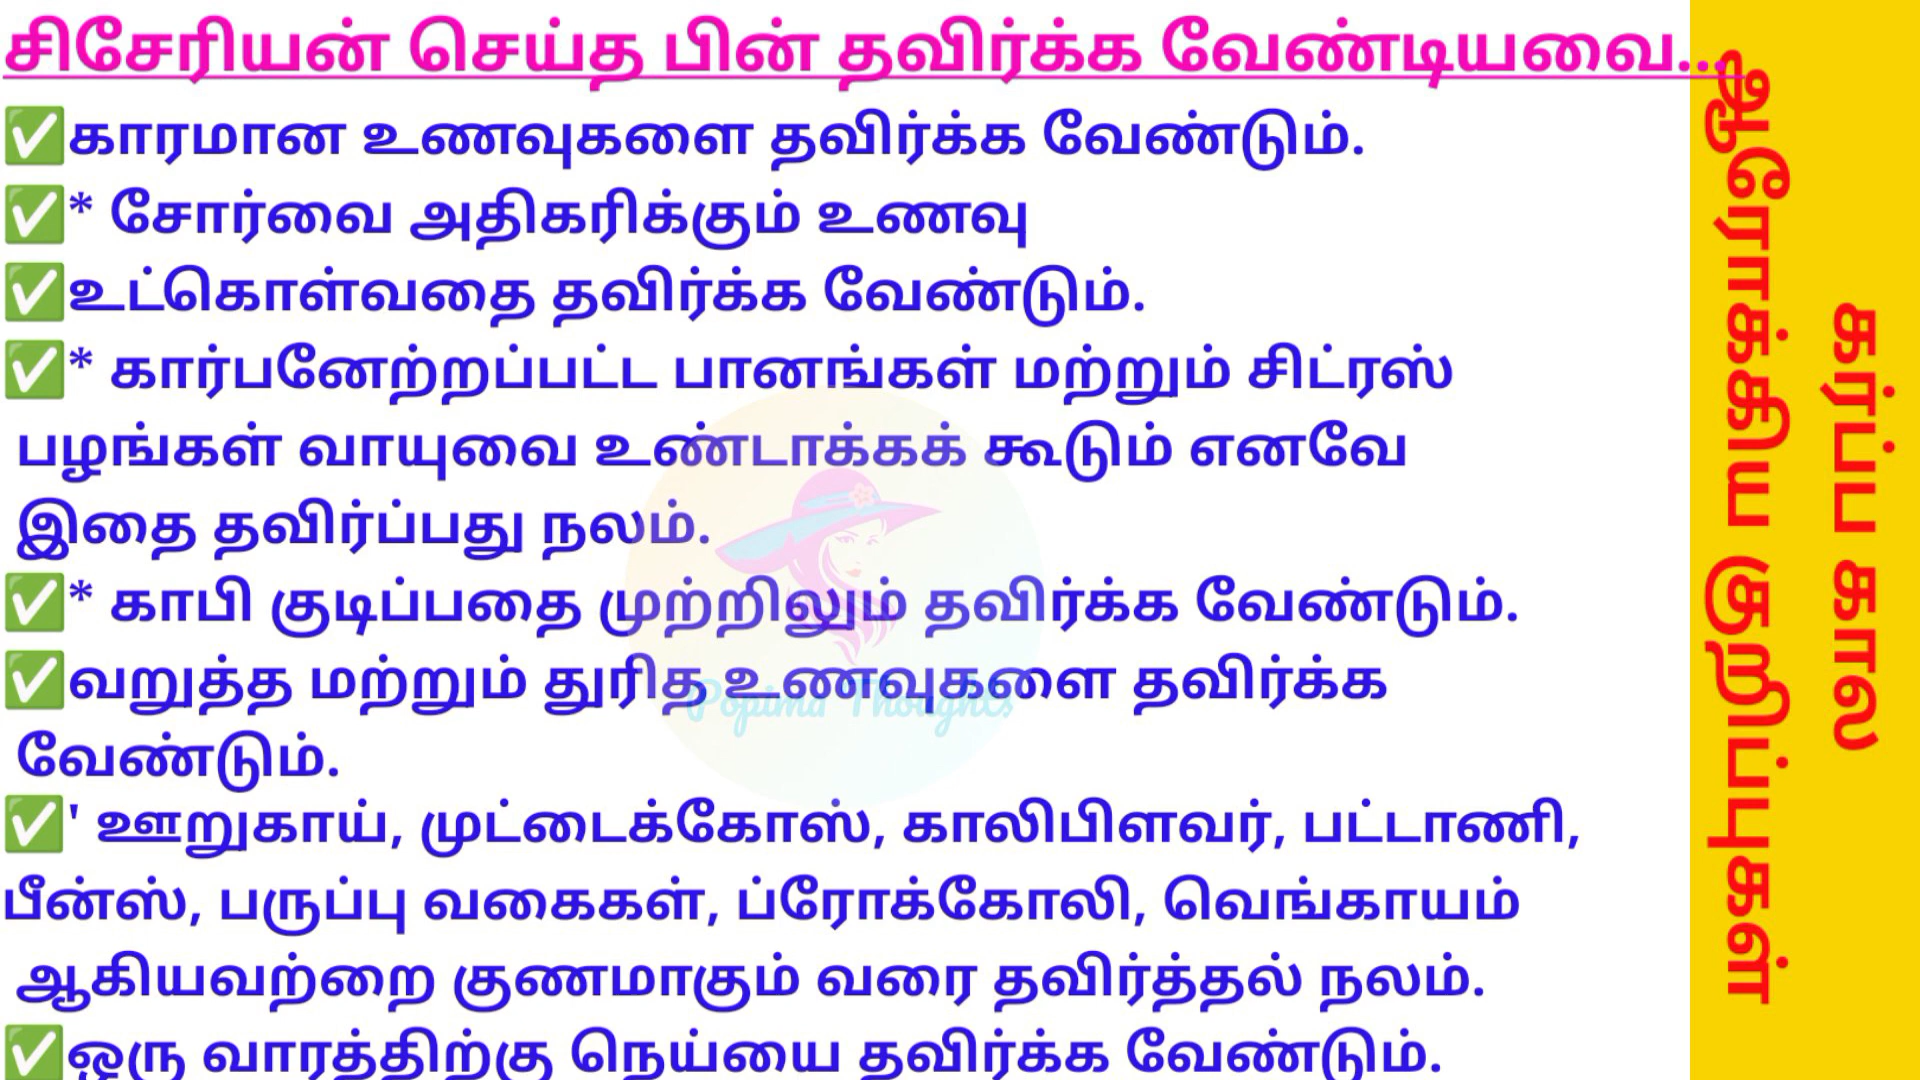 சிசேரியன் செய்த பின் தவிர்க்க வேண்டியவை...
✅காரமான உணவுகளை தவிர்க்க வேண்டும்.
✅* சோர்வை அதிகரிக்கும் உணவு
✅உட்கொள்வதை தவிர்க்க வேண்டும்.
✅* கார்பனேற்றப்பட்ட பானங்கள் மற்றும் சிட்ரஸ்
பழங்கள் வாயுவை உண்டாக்கக் கூடும் எனவே
இதை தவிர்ப்பது நலம்.
✅* காபி குடிப்பதை முற்றிலும் தவிர்க்க வேண்டும்.
✅வறுத்த மற்றும் துரித உணவுகளை தவிர்க்க
வேண்டும்.
✅' ஊறுகாய், முட்டைக்கோஸ், காலிபிளவர், பட்டாணி,
பீன்ஸ், பருப்பு வகைகள், ப்ரோக்கோலி, வெங்காயம்
ஆகியவற்றை குணமாகும் வரை தவிர்த்தல் நலம்.
✅ஒரு வாரத்திற்கு நெய்யை தவிர்க்க வேண்டும்.
கர்ப்ப கால
ஆரோக்கிய குறிப்புகள்
Popima Thoughts